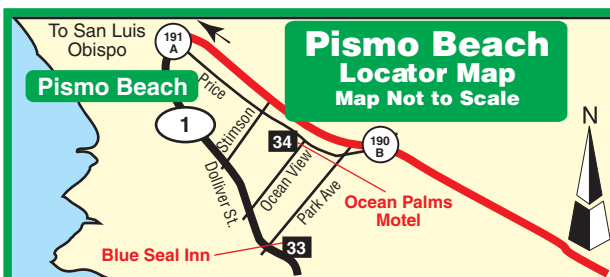 To San Luis
Obispo
191
A
Pismo Beach
Locator Map
Map Not to Scale
Pismo Beach
Price
1
Stimson
34
190
B
N
Ocean View
Dolliver St.
Park Ave
Ocean Palms
Motel
Blue Seal Inn
33